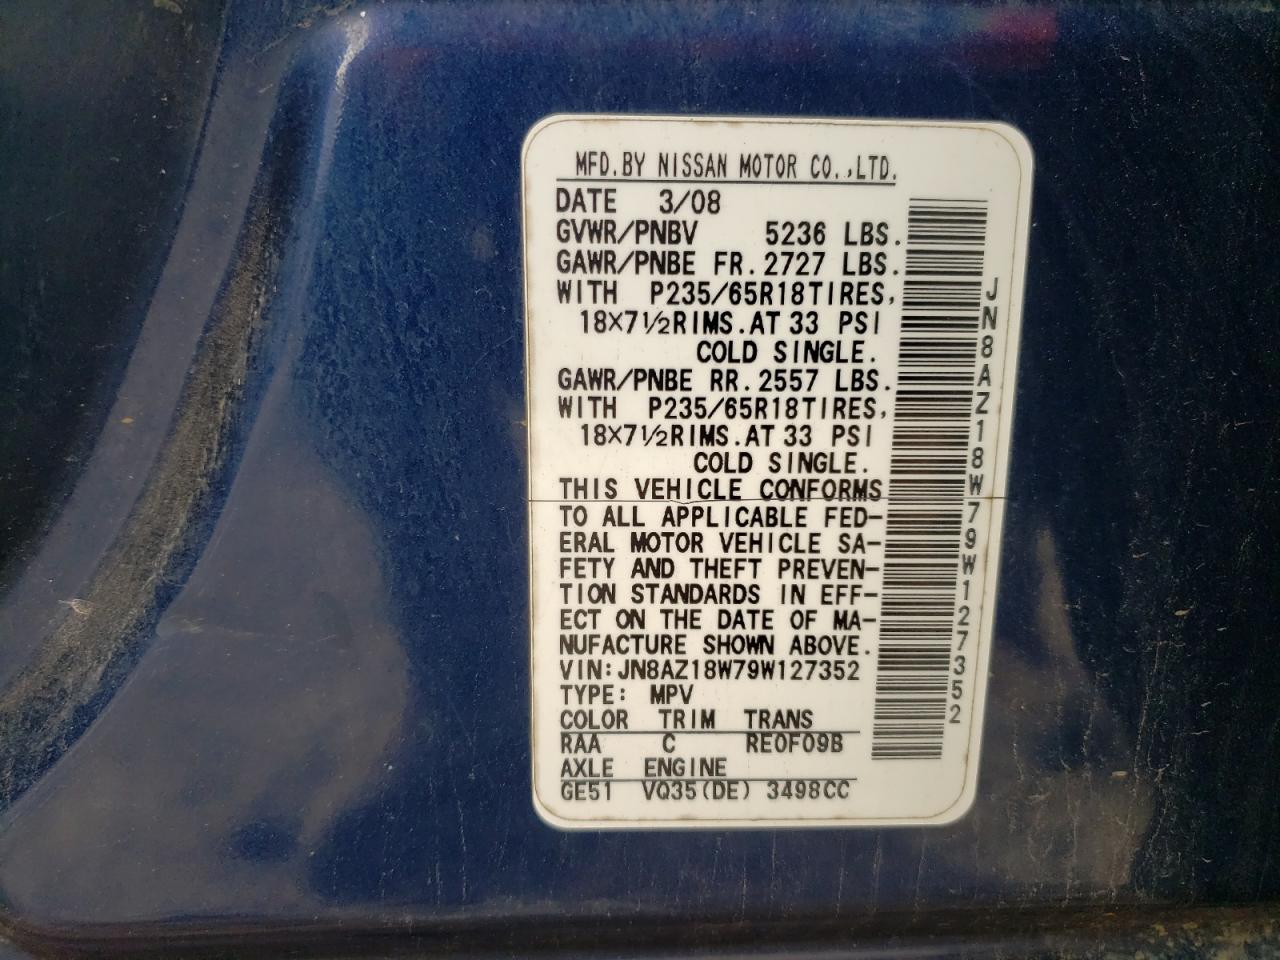 MFD.BY NISSAN MOTOR CO.,LTD.
DATE 3/08
GVWR/PNBV 5236 LBS.
GAWR/PNBE FR.2727 LBS.
WITH P235/65R18TIRES,
18×7½RIMS.AT 33 PSI
COLD SINGLE.
GAWR/PNBE RR.2557 LBS.
WITH P235/65R18TIRES,
18×7½RIMS.AT 33 PSI
COLD SINGLE.
THIS VEHICLE CONFORMS
TO ALL APPLICABLE FED-
ERAL MOTOR VEHICLE SA-
FETY AND THEFT PREVEN-
TION STANDARDS IN EFF-
ECT ON THE DATE OF MA-
NUFACTURE SHOWN ABOVE.
VIN:JN8AZ18W79W127352
TYPE: MPV
COLOR TRIM TRANS
RAA C RE0F09B
AXLE ENGINE
GE51 VQ35(DE) 3498CC
JN8AZ18W79W127352